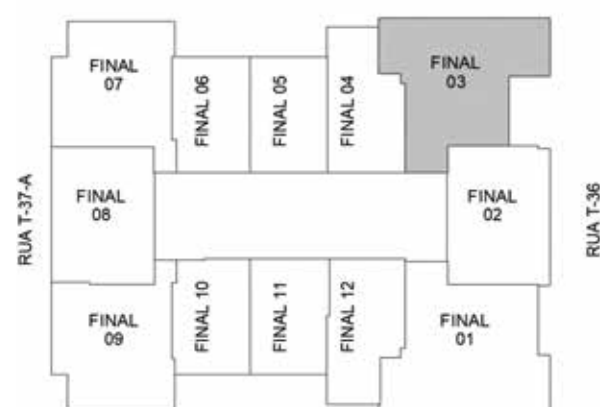 FINAL
07
FINAL 06
FINAL 05
FINAL 04
FINAL
03
RUA T-37-A
FINAL
08
FINAL
02
RUA T-36
FINAL
09
FINAL 10
FINAL 11
FINAL 12
FINAL
01